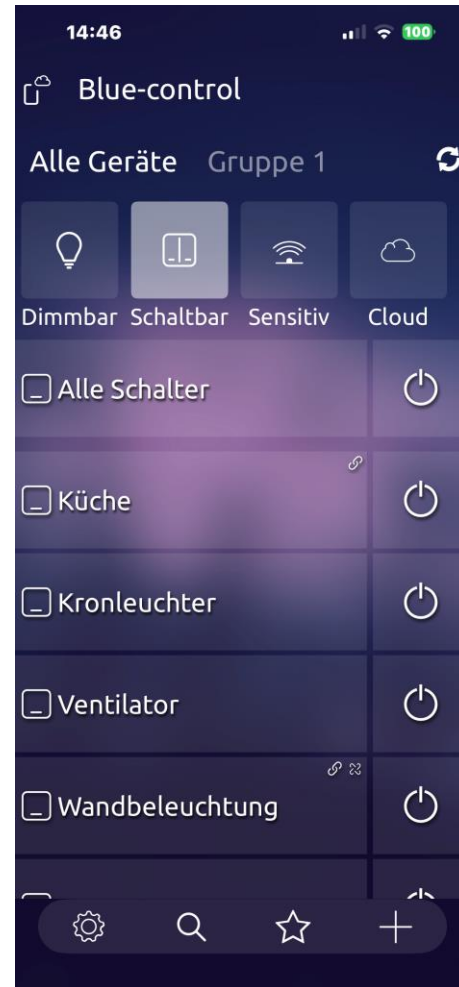 14:46 100
Blue-control
Alle Geräte Gruppe 1
Dimmbar Schaltbar Sensitiv Cloud
Alle Schalter
Küche
Kronleuchter
Ventilator
Wandbeleuchtung